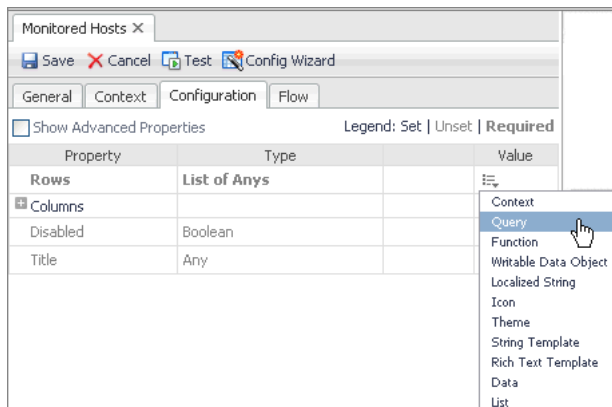 Monitored Hosts
Save Cancel Test Config Wizard
General Context Configuration Flow
Show Advanced Properties Legend: Set | Unset | Required
Property Type Value
Rows List of Anys
Columns
Disabled Boolean
Title Any
Context
Query
Function
Writable Data Object
Localized String
Icon
Theme
String Template
Rich Text Template
Data
List